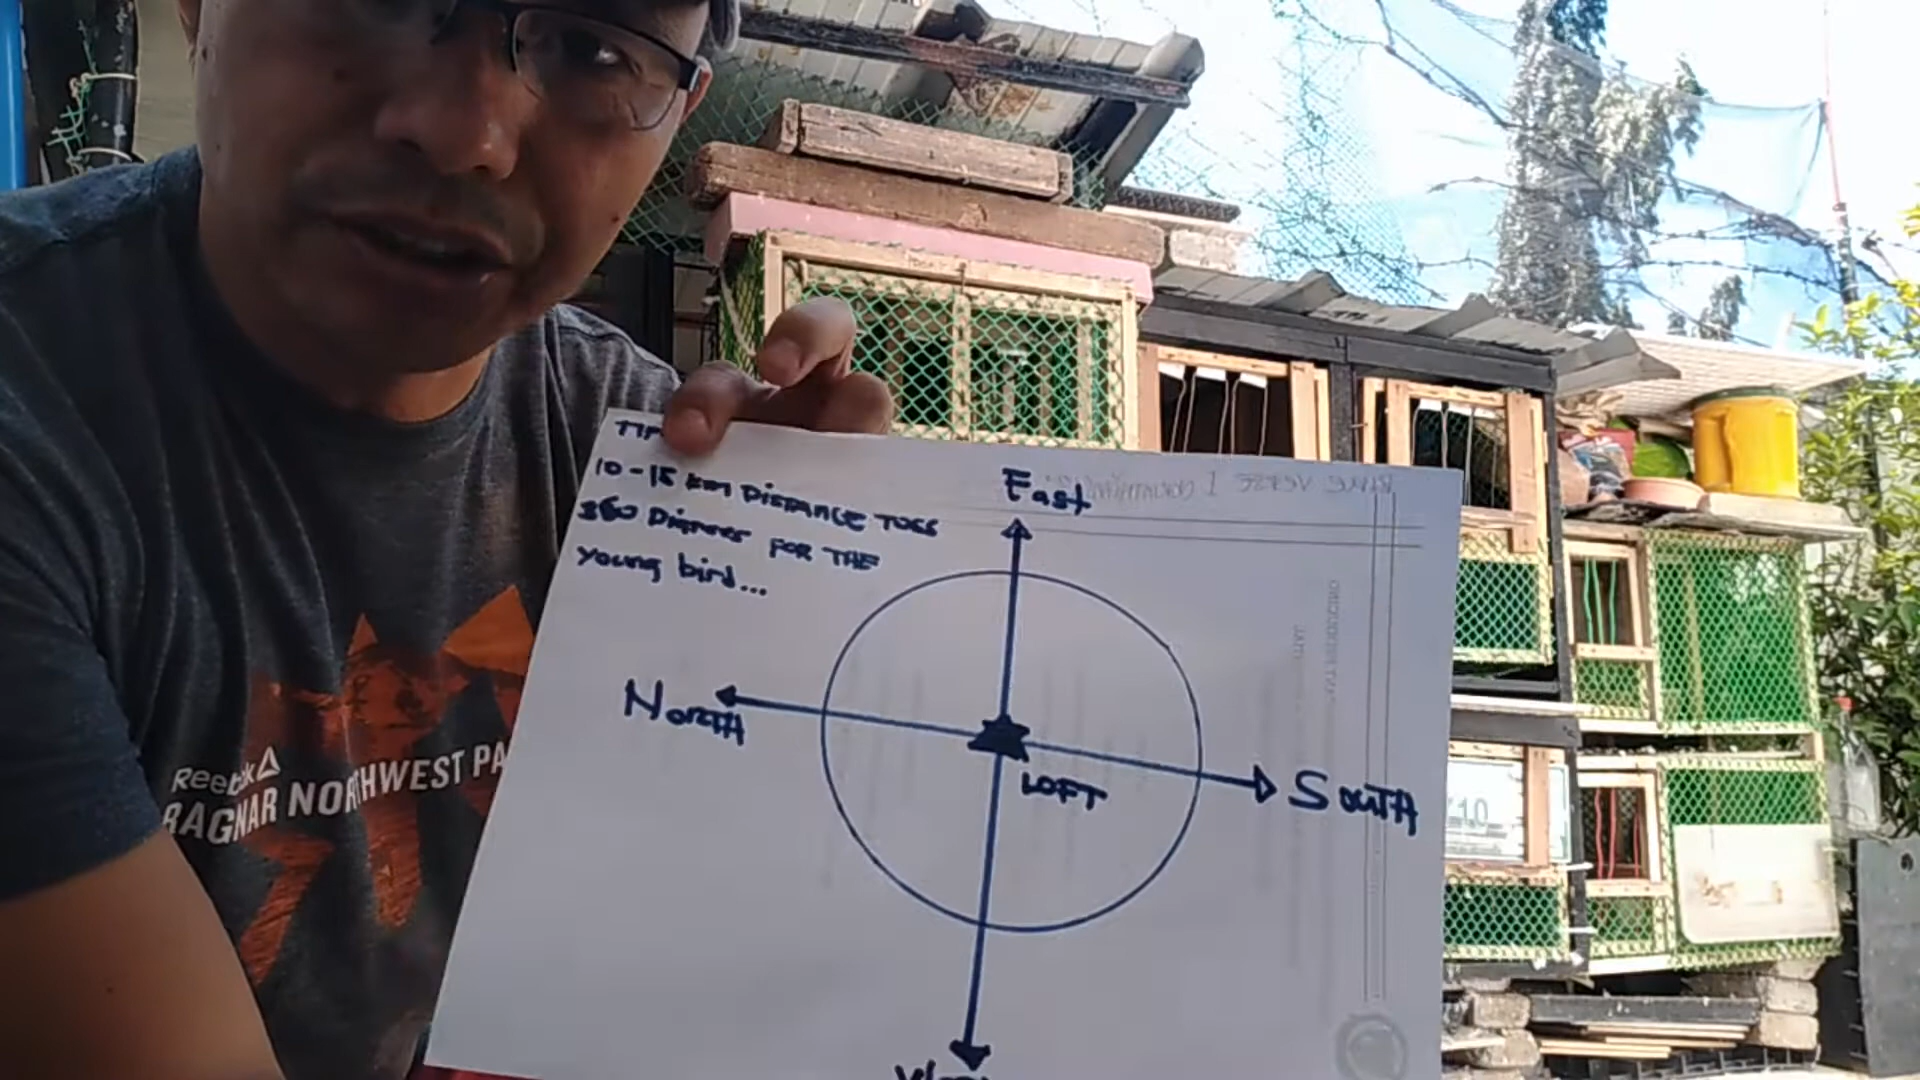 TIP
10-15 km DISTANCE TOSS
360 Digrees FOR THE
young bird...
East
NORTH
LOFT
SOUTH
Reebok
RAGNAR NORTHWEST PA